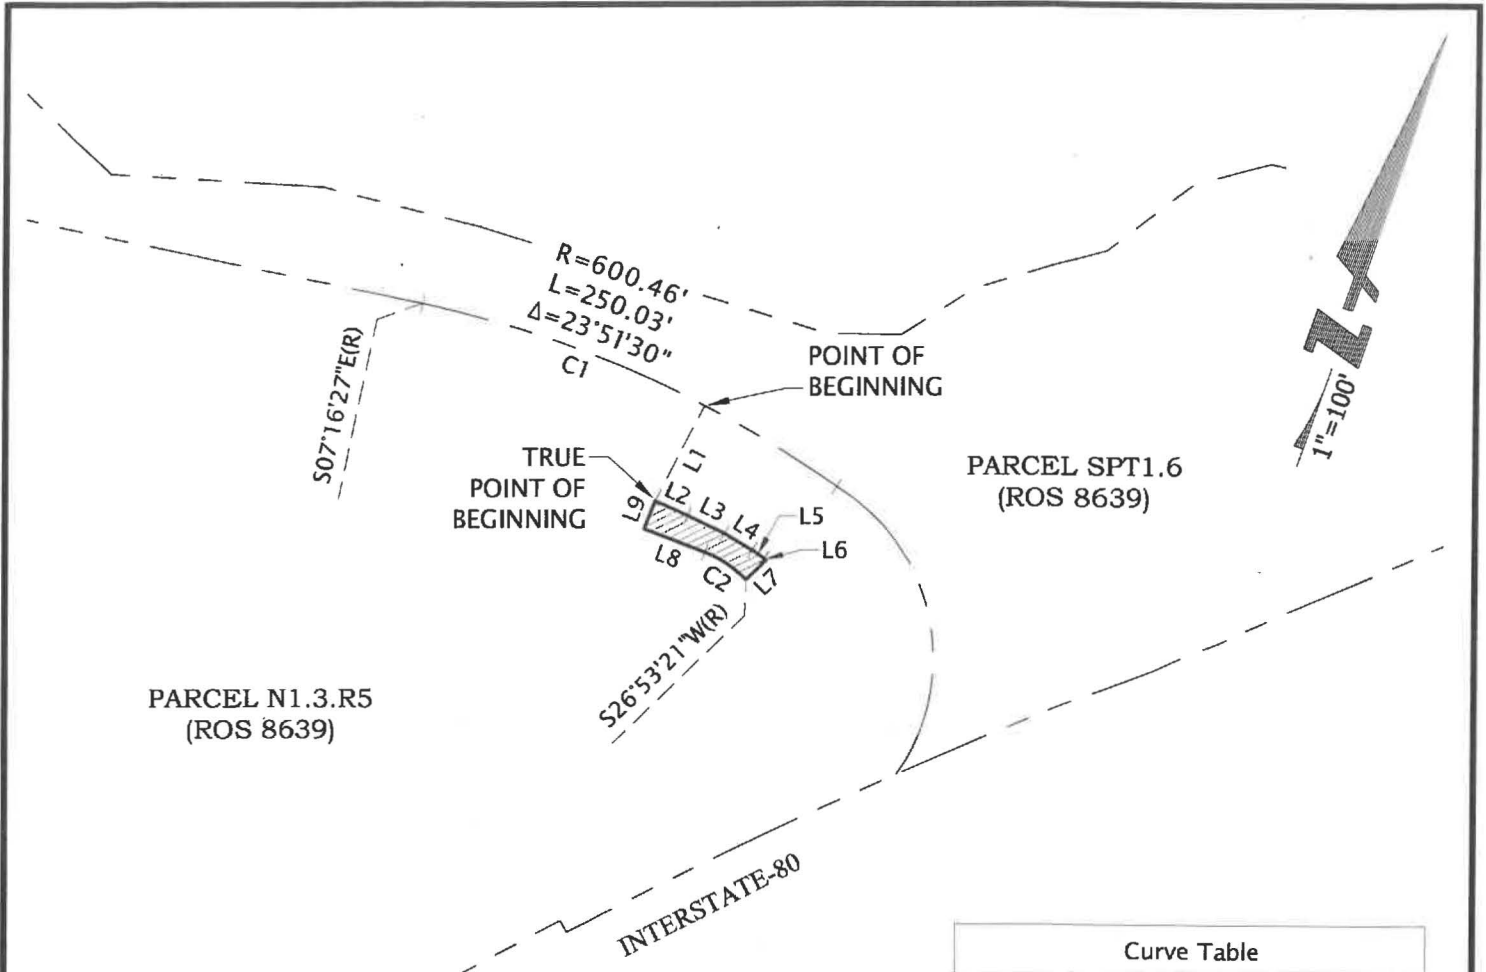 R=600.46'
L=250.03'
Δ=23°51'30"
C1
S07°16'27"E(R)
POINT OF
BEGINNING
L1
TRUE
POINT OF
BEGINNING
L9
L2
L3
L4
L5
L6
L8
C2
L7
S26°53'21"W(R)
PARCEL SPT1.6
(ROS 8639)
N
1"=100'
PARCEL N1.3.R5
(ROS 8639)
INTERSTATE-80
Curve Table